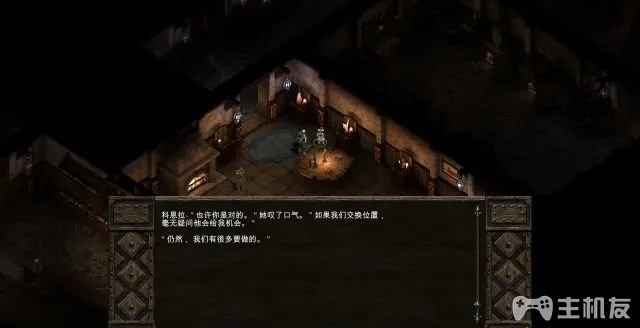 科恩拉-"也许你是对的。"她叹了口气。"如果我们交换位置，
毫无疑问他会给我机会。"
"仍然，我们有很多要做的。"
主机友